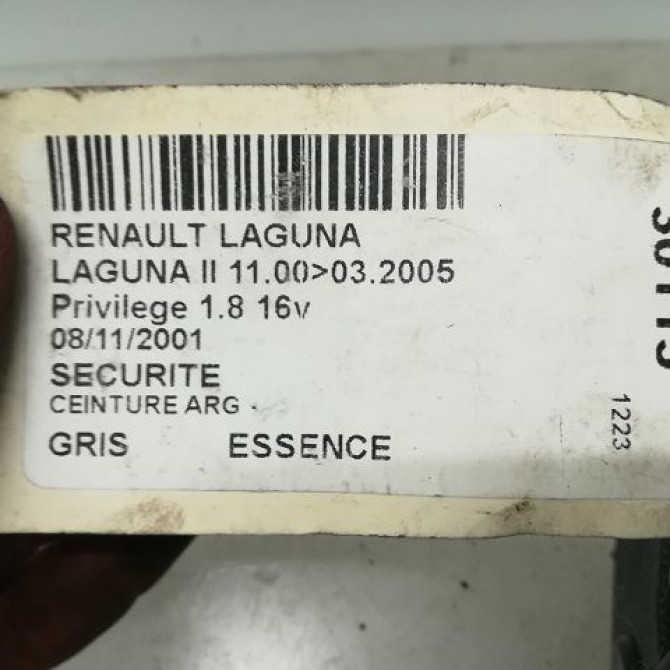 RENAULT LAGUNA
LAGUNA II 11.00>03.2005
Privilege 1.8 16v
08/11/2001
SECURITE
CEINTURE ARG
GRIS ESSENCE
1223